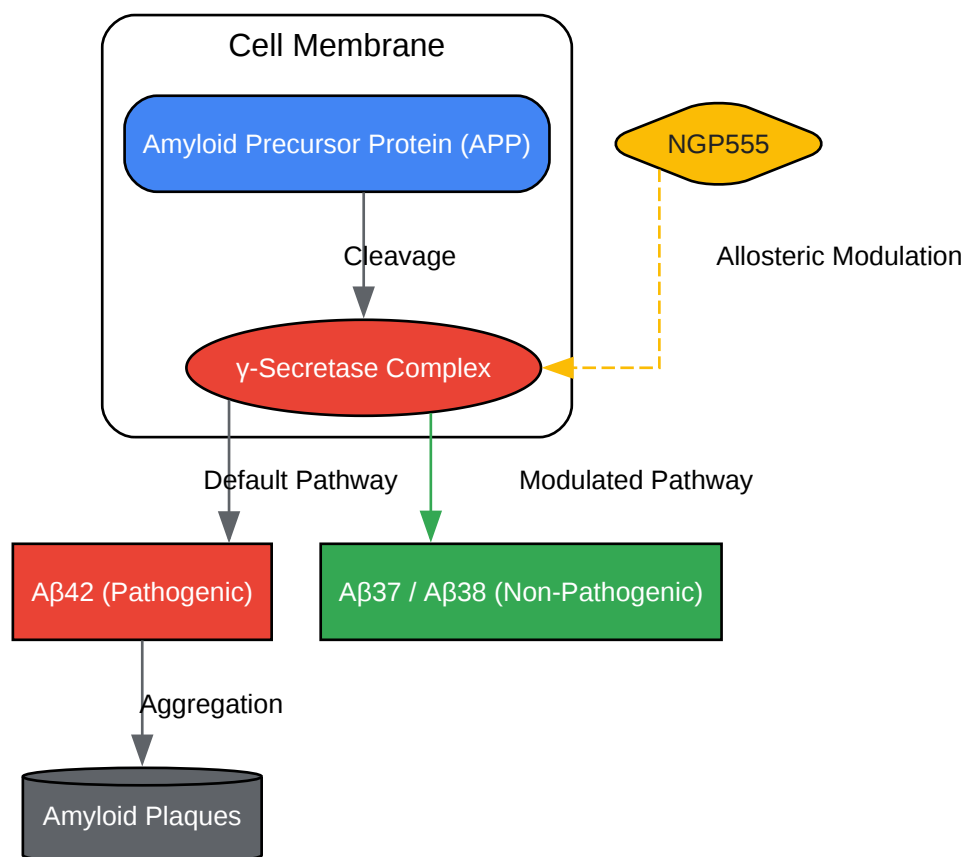 Cell Membrane
Amyloid Precursor Protein (APP)
NGP555
Cleavage
Allosteric Modulation
γ-Secretase Complex
Default Pathway
Modulated Pathway
Aβ42 (Pathogenic)
Aβ37 / Aβ38 (Non-Pathogenic)
Aggregation
Amyloid Plaques